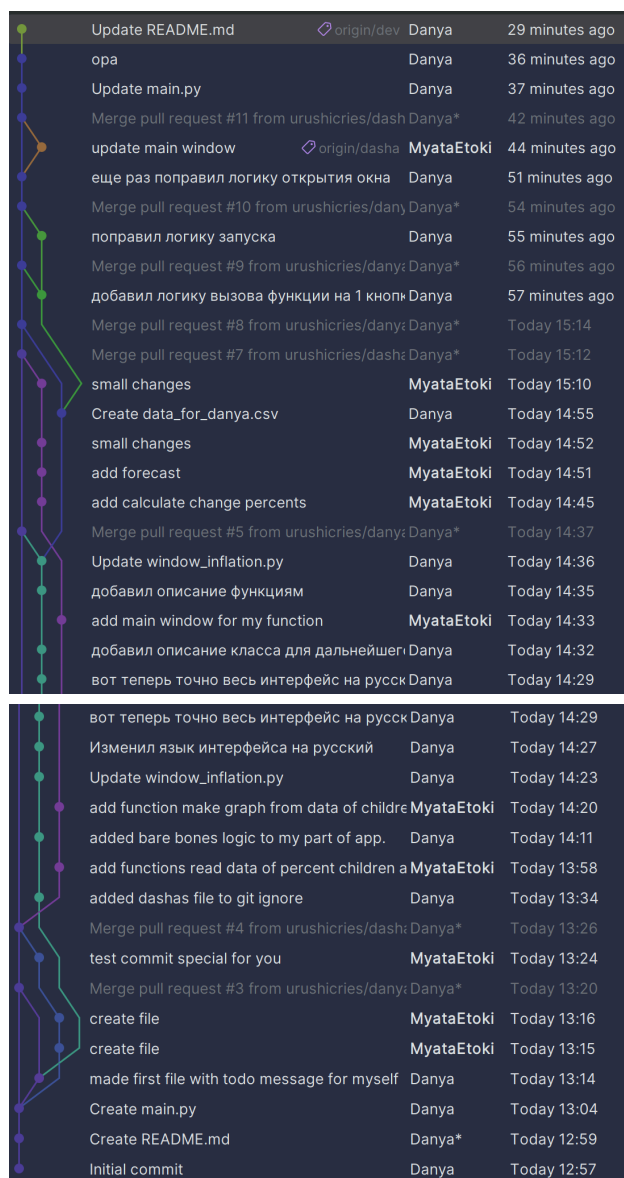 Update README.md origin/dev Danya 29 minutes ago
opa Danya 36 minutes ago
Update main.py Danya 37 minutes ago
Merge pull request #11 from urushicries/dash Danya* 42 minutes ago
update main window origin/dasha MyataEtoki 44 minutes ago
еще раз поправил логику открытия окна Danya 51 minutes ago
Merge pull request #10 from urushicries/dany Danya* 54 minutes ago
поправил логику запуска Danya 55 minutes ago
Merge pull request #9 from urushicries/danya Danya* 56 minutes ago
добавил логику вызова функции на 1 кнопк Danya 57 minutes ago
Merge pull request #8 from urushicries/danya Danya* Today 15:14
Merge pull request #7 from urushicries/dasha Danya* Today 15:12
small changes MyataEtoki Today 15:10
Create data_for_danya.csv Danya Today 14:55
small changes MyataEtoki Today 14:52
add forecast MyataEtoki Today 14:51
add calculate change percents MyataEtoki Today 14:45
Merge pull request #5 from urushicries/danya Danya* Today 14:37
Update window_inflation.py Danya Today 14:36
добавил описание функциям Danya Today 14:35
add main window for my function MyataEtoki Today 14:33
добавил описание класса для дальнейшег Danya Today 14:32
вот теперь точно весь интерфейс на русск Danya Today 14:29
вот теперь точно весь интерфейс на русск Danya Today 14:29
Изменил язык интерфейса на русский Danya Today 14:27
Update window_inflation.py Danya Today 14:23
add function make graph from data of childre MyataEtoki Today 14:20
added bare bones logic to my part of app. Danya Today 14:11
add functions read data of percent children a MyataEtoki Today 13:58
added dashas file to git ignore Danya Today 13:34
Merge pull request #4 from urushicries/dasha Danya* Today 13:26
test commit special for you MyataEtoki Today 13:24
Merge pull request #3 from urushicries/danya Danya* Today 13:20
create file MyataEtoki Today 13:16
create file MyataEtoki Today 13:15
made first file with todo message for myself Danya Today 13:14
Create main.py Danya Today 13:04
Create README.md Danya* Today 12:59
Initial commit Danya Today 12:57